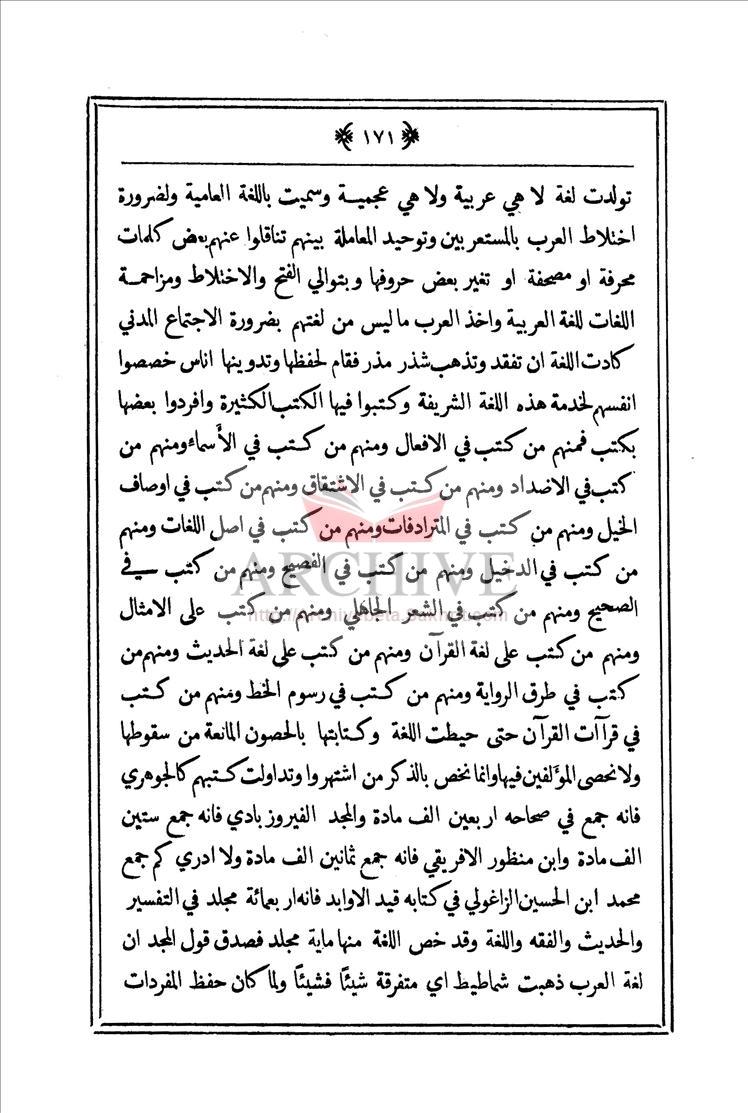 ١٧١
تولدت لغة لا هي عربية ولا هي عجمية وسميت باللغة العامية ولضرورة
اختلاط العرب بالمستعربين وتوحيد المعاملة بينهم تناقلوا عنهم بعض كلمات
محرفة او مصحفة او تغير بعض حروفها وبتوالي الفتح والاختلاط ومزاحمة
اللغات للغة العربية واخذ العرب ما ليس من لغتهم بضرورة الاجتماع المدني
كادت اللغة ان تفقد وتذهب شذر مذر فقام لحفظها وتدوينها اناس خصصوا
انفسهم لخدمة هذه اللغة الشريفة وكتبوا فيها الكتب الكثيرة وافردوا بعضها
بكتب فمنهم من كتب في الافعال ومنهم من كتب في الأسماء ومنهم من
كتب في الاضداد ومنهم من كتب في الاشتقاق ومنهم من كتب في اوصاف
الخيل ومنهم من كتب في المترادفات ومنهم من كتب في اصل اللغات ومنهم
من كتب في الدخيل ومنهم من كتب في الفصيح ومنهم من كتب في
ARCHIVE
الصحيح ومنهم من كتب في الشعر الجاهلي ومنهم من كتب على الامثال
ومنهم من كتب على لغة القرآن ومنهم من كتب على لغة الحديث ومنهم من
كتب في طرق الرواية ومنهم من كتب في رسوم الخط ومنهم من كتب
في قرآآت القرآن حتى حيطت اللغة وكتابتها بالحصون المانعة من سقوطها
ولا نحصى المؤلفين فيها وانما نخص بالذكر من اشتهروا وتداولت كتبهم كالجوهري
فانه جمع في صحاحه اربعين الف مادة والمجد الفيروزبادي فانه جمع ستين
الف مادة وابن منظور الافريقي فانه جمع ثمانين الف مادة ولا ادري كم جمع
محمد ابن الحسين الزاغولي في كتابه قيد الاوابد فانه اربعمائة مجلد في التفسير
والحديث والفقه واللغة وقد خص اللغة منها ماية مجلد فصدق قول المجد ان
لغة العرب ذهبت شماطيط اي متفرقة شيئًا فشيئًا ولما كان حفظ المفردات